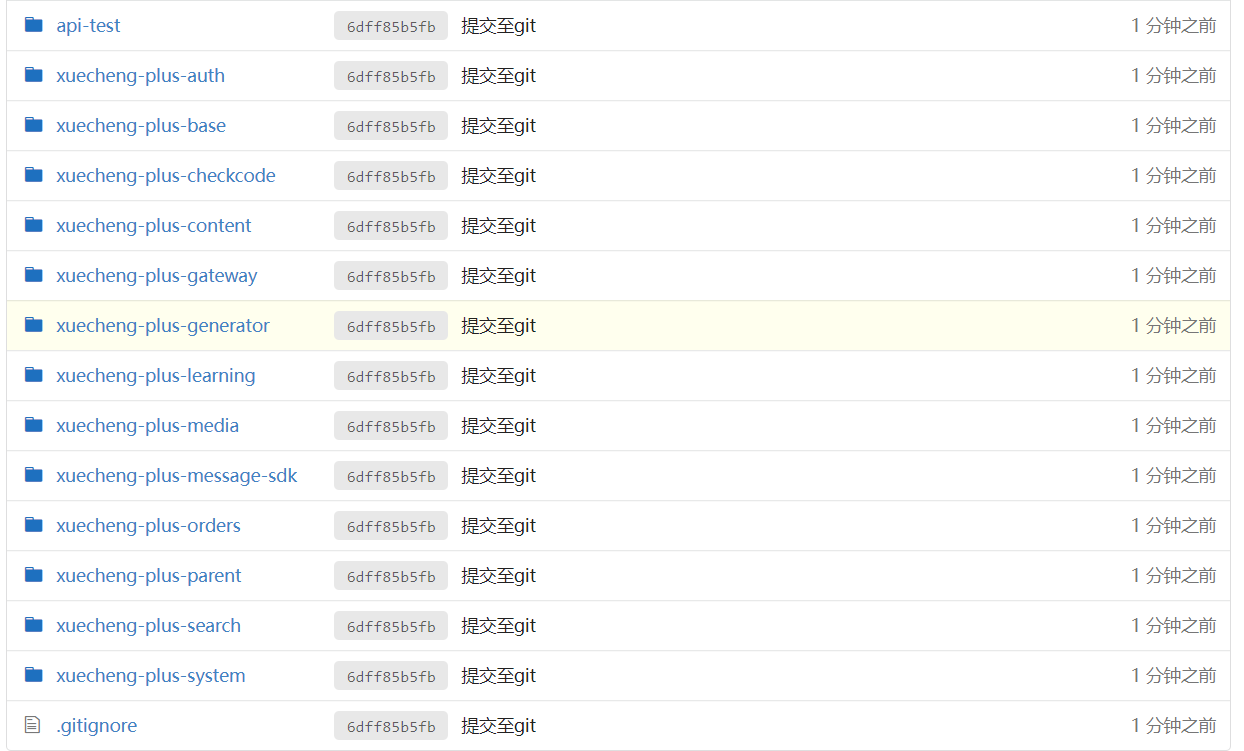 api-test 6dff85b5fb 提交至git 1 分钟之前
xuecheng-plus-auth 6dff85b5fb 提交至git 1 分钟之前
xuecheng-plus-base 6dff85b5fb 提交至git 1 分钟之前
xuecheng-plus-checkcode 6dff85b5fb 提交至git 1 分钟之前
xuecheng-plus-content 6dff85b5fb 提交至git 1 分钟之前
xuecheng-plus-gateway 6dff85b5fb 提交至git 1 分钟之前
xuecheng-plus-generator 6dff85b5fb 提交至git 1 分钟之前
xuecheng-plus-learning 6dff85b5fb 提交至git 1 分钟之前
xuecheng-plus-media 6dff85b5fb 提交至git 1 分钟之前
xuecheng-plus-message-sdk 6dff85b5fb 提交至git 1 分钟之前
xuecheng-plus-orders 6dff85b5fb 提交至git 1 分钟之前
xuecheng-plus-parent 6dff85b5fb 提交至git 1 分钟之前
xuecheng-plus-search 6dff85b5fb 提交至git 1 分钟之前
xuecheng-plus-system 6dff85b5fb 提交至git 1 分钟之前
.gitignore 6dff85b5fb 提交至git 1 分钟之前